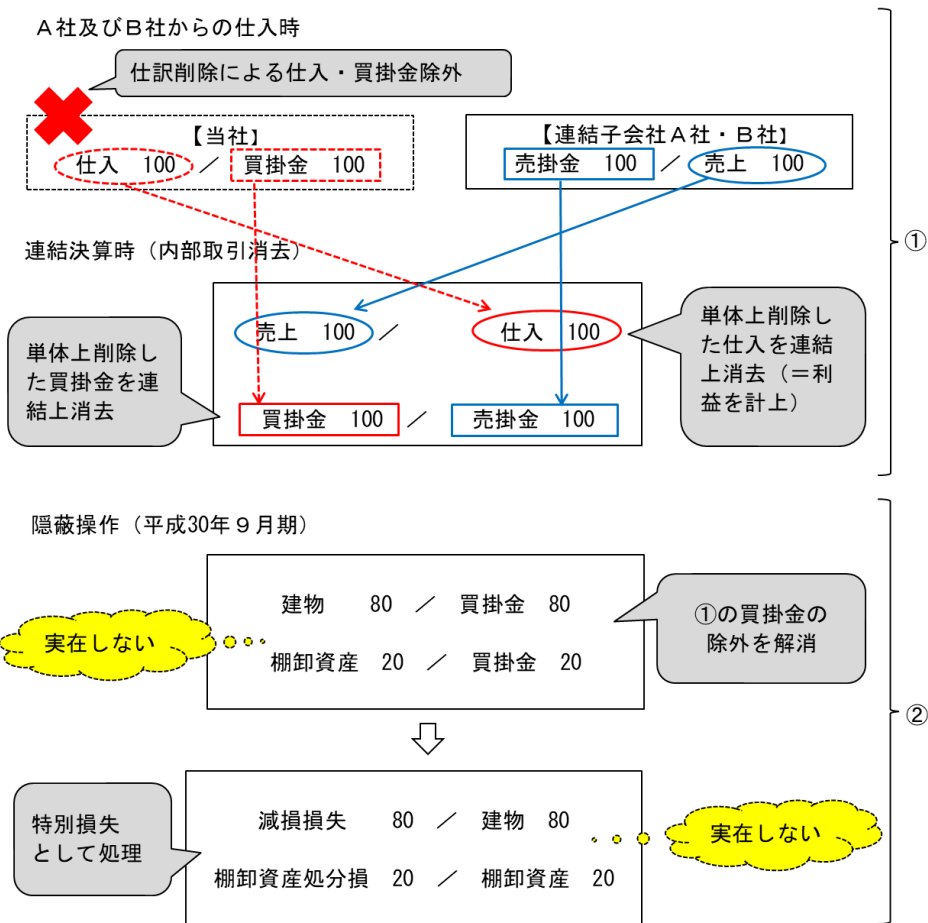 A社及びB社からの仕入時
仕訳削除による仕入・買掛金除外
【当社】
仕入 100 ／ 買掛金 100
【連結子会社A社・B社】
売掛金 100 ／ 売上 100
①
連結決算時（内部取引消去）
売上 100 ／ 仕入 100
買掛金 100 ／ 売掛金 100
単体上削除し
た買掛金を連
結上消去
単体上削除し
た仕入を連結
上消去（＝利
益を計上）
隠蔽操作（平成30年９月期）
建物 80 ／ 買掛金 80
棚卸資産 20 ／ 買掛金 20
実在しない
①の買掛金の
除外を解消
②
特別損失
として処理
減損損失 80 ／ 建物 80
棚卸資産処分損 20 ／ 棚卸資産 20
実在しない